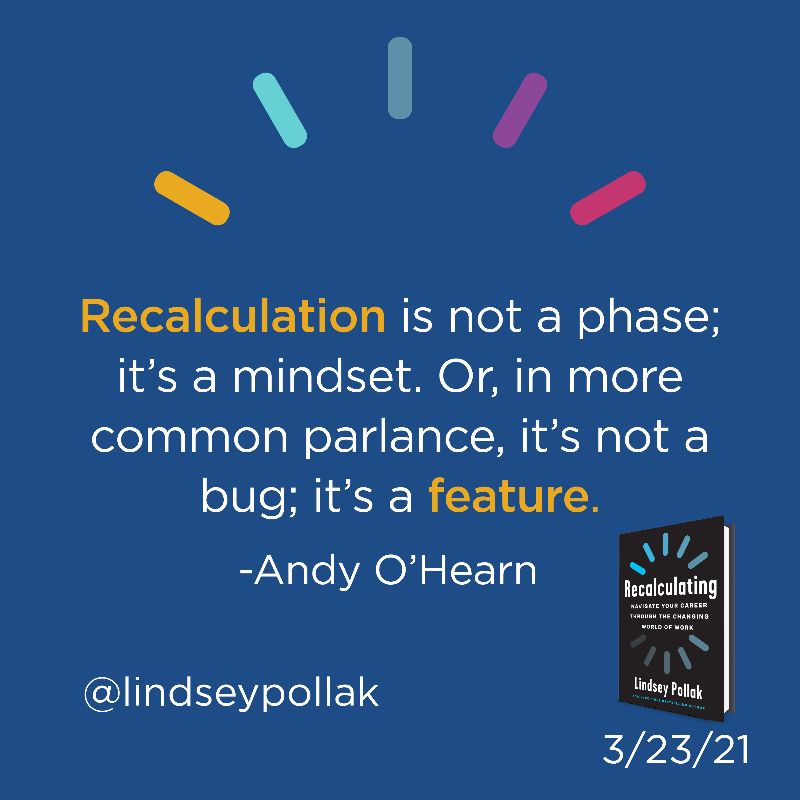 Recalculation is not a phase;
it's a mindset. Or, in more
common parlance, it's not a
bug; it's a feature.
-Andy O'Hearn
Recalculating
NAVIGATE YOUR CAREER
THROUGH THE CHANGING
WORLD OF WORK
Lindsey Pollak
@lindseypollak
3/23/21